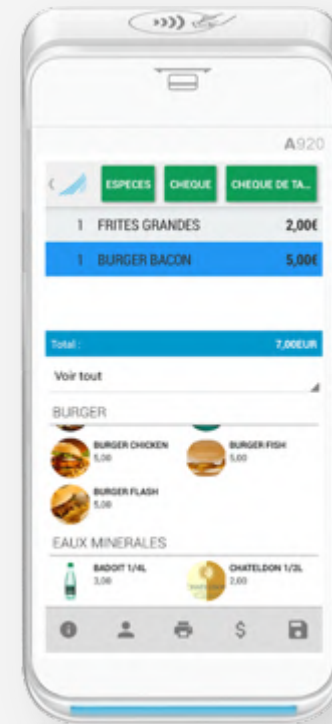 A920
ESPECES CHEQUE CHEQUE DE TA...
1 FRITES GRANDES 2,00€
1 BURGER BACON 5,00€
Total : 7,00EUR
Voir tout
BURGER
BURGER CHICKEN BURGER FISH
5,00 5,00
BURGER FLASH
5,00
EAUX MINERALES
BADOIT 1/4L CHATELDON 1/2L
3,00 2,60
$